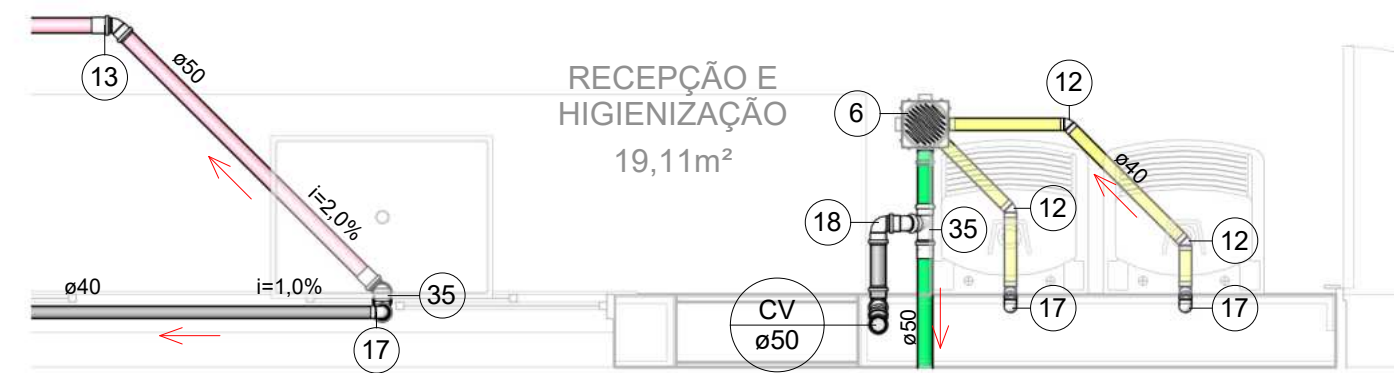 13
ø50
i=2,0%
RECEPÇÃO E
HIGIENIZAÇÃO
19,11m²
6
12
ø40
12
12
18
35
ø40
i=1,0%
35
17
CV
ø50
ø50
17
17